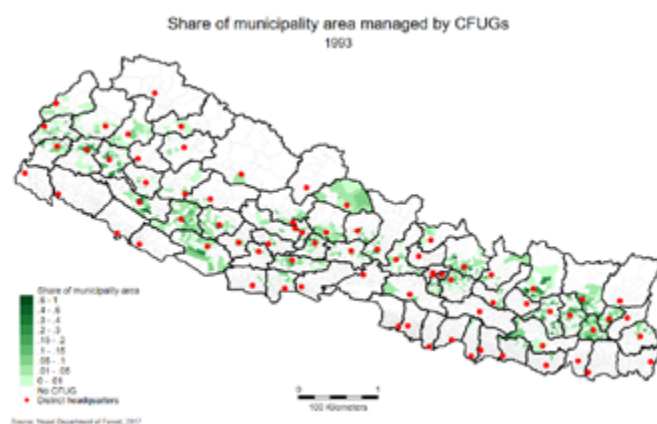 Share of municipality area managed by CFUGs
1993
Share of municipality area
.6 - 1
.4 - .6
.3 - .4
.2 - .3
.15 - .2
.1 - .15
.05 - .1
.01 - .05
0 - .01
No CFUG
District headquarters
0 1
100 Kilometers
Source: Nepal Department of Forest, 2017